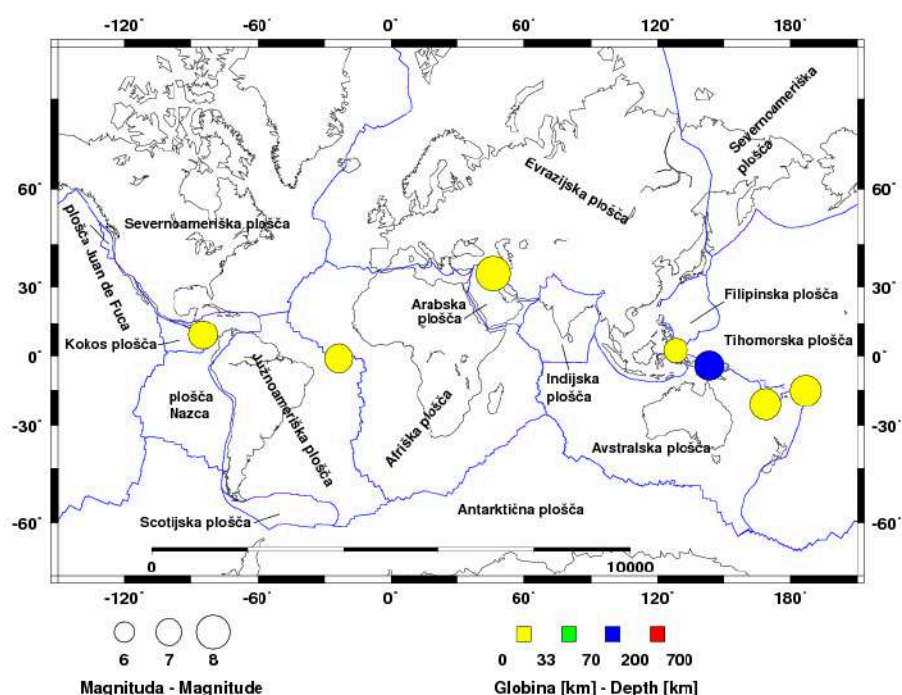 -120˚ -60˚ 0˚ 60˚ 120˚ 180˚
Severnoameriška
plošča
Evrazijska plošča
60˚ 60˚
Severnoameriška plošča
plošča Juan de Fuca
30˚ 30˚
Arabska
plošča
Filipinska plošča
Kokos plošča
Tihomorska plošča
0˚ 0˚
Indijska
plošča
plošča
Nazca
Južnoameriška plošča
Afriška plošča
-30˚ -30˚
Avstralska plošča
Antarktična plošča
Scotijska plošča
-60˚ -60˚
0 10000
-120˚ -60˚ 0˚ 60˚ 120˚ 180˚
6 7 8
0 33 70 200 700
Magnituda - Magnitude
Globina [km] - Depth [km]